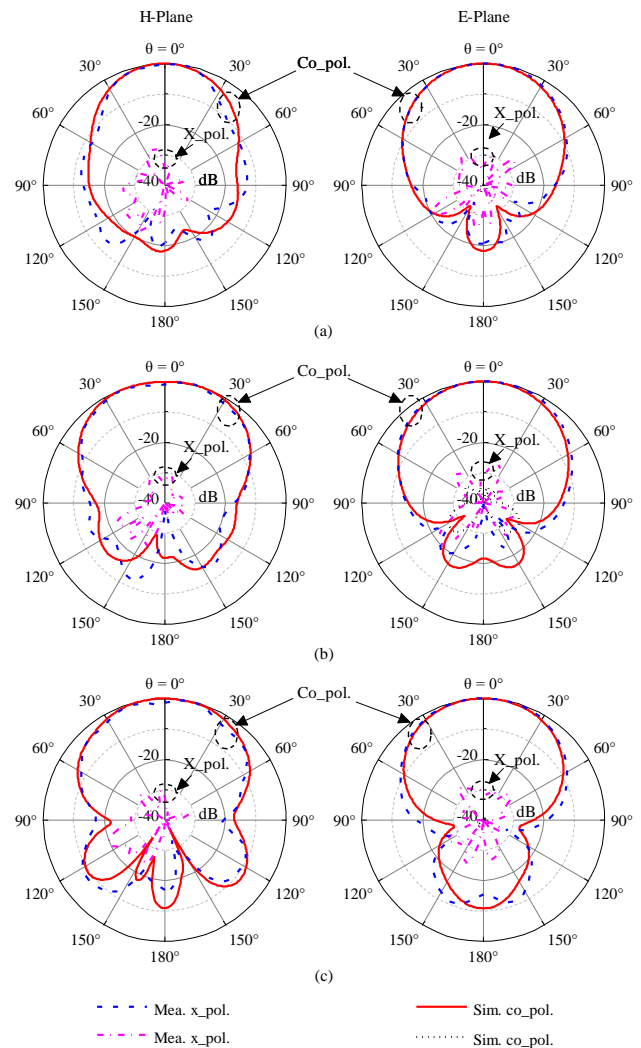 H-Plane E-Plane
θ = 0° θ = 0°
30° 30° Co_pol. 30° 30°
60° 60° 60° 60°
-20 X_pol. -20 X_pol.
90° -40 dB 90° 90° -40 dB 90°
120° 120° 120° 120°
150° 150° 150° 150°
180° 180°
(a)
θ = 0° θ = 0°
30° 30° Co_pol. 30° 30°
60° 60° 60° 60°
-20 X_pol. -20 X_pol.
90° -40 dB 90° 90° -40 dB 90°
120° 120° 120° 120°
150° 150° 150° 150°
180° 180°
(b)
θ = 0° θ = 0°
30° 30° Co_pol. 30° 30°
60° 60° 60° 60°
-20 X_pol. -20 X_pol.
90° -40 dB 90° 90° -40 dB 90°
120° 120° 120° 120°
150° 150° 150° 150°
180° 180°
(c)
Mea. x_pol. Sim. co_pol.
Mea. x_pol. Sim. co_pol.